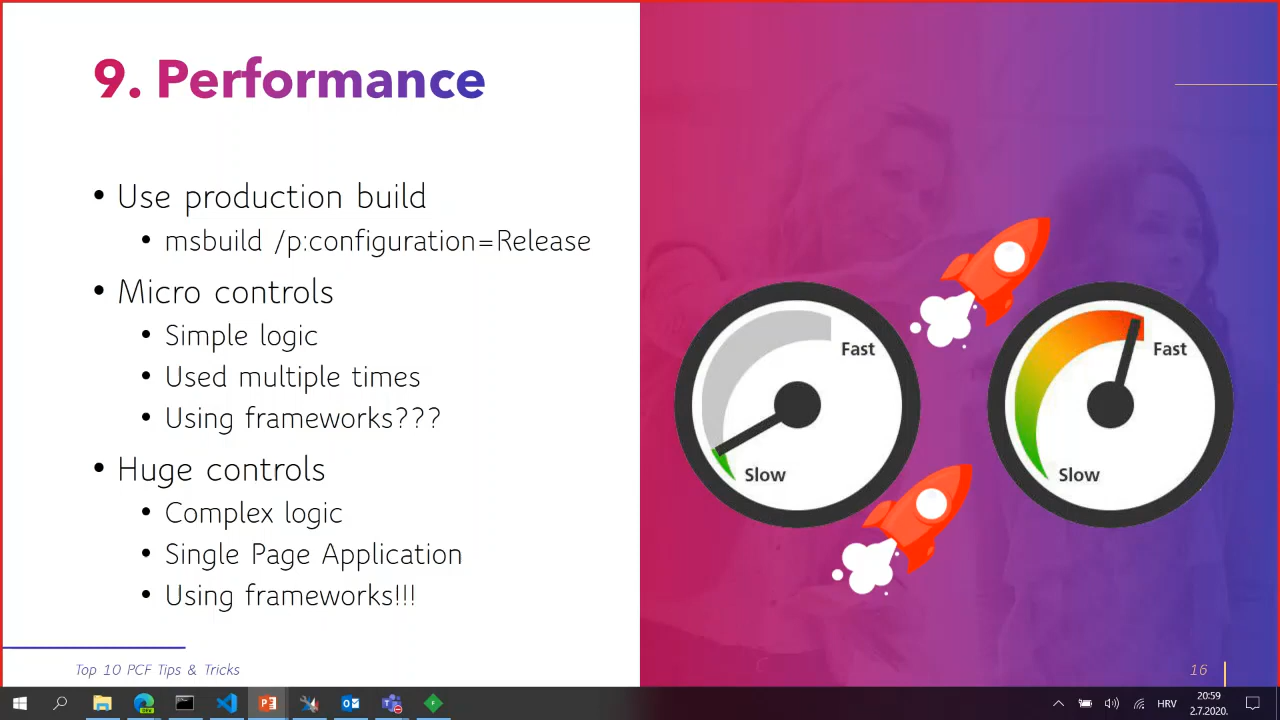 9. Performance
• Use production build
• msbuild /p:configuration=Release
• Micro controls
• Simple logic
• Used multiple times
• Using frameworks???
• Huge controls
• Complex logic
• Single Page Application
• Using frameworks!!!
Fast
Slow
Fast
Slow
Top 10 PCF Tips & Tricks
16
HRV
20:59
2.7.2020.